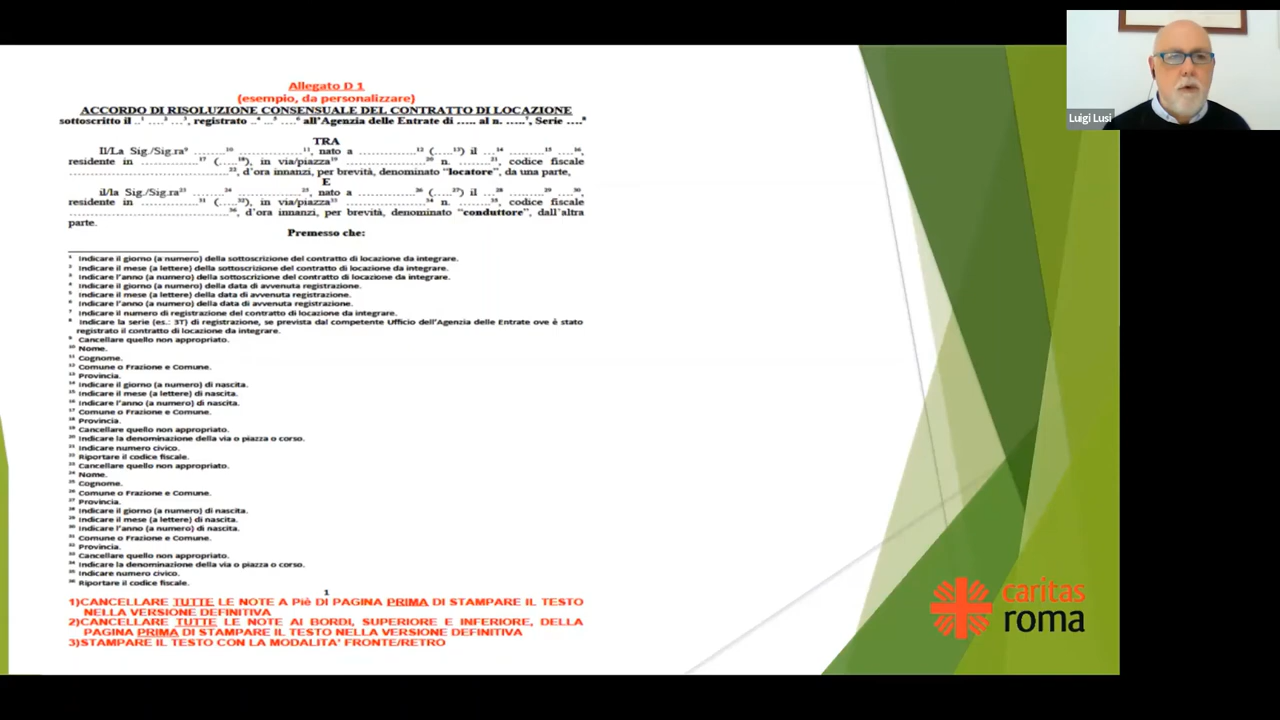 Allegato D 1
(esempio, da personalizzare)
ACCORDO DI RISOLUZIONE CONSENSUALE DEL CONTRATTO DI LOCAZIONE
sottoscritto il ..¹ ….² …³, registrato ..⁴ …⁵ ….⁶ all'Agenzia delle Entrate di ….. al n. …..⁷, Serie ….⁸
TRA
Il/La Sig./Sig.ra⁹ ………¹⁰ ………….¹¹, nato a …………¹² (…..¹³) il …¹⁴ ………¹⁵ ….¹⁶,
residente in ……………¹⁷ (…..¹⁸), in via/piazza¹⁹ ………………….²⁰ n. ……²¹, codice fiscale
……………………………………²², d'ora innanzi, per brevità, denominato "locatore", da una parte,
E
il/la Sig./Sig.ra²³ ………²⁴ ………….²⁵, nato a …………²⁶ (…..²⁷) il …²⁸ ………²⁹ ….³⁰,
residente in ……………³¹ (…..³²), in via/piazza³³ ………………….³⁴ n. ……³⁵, codice fiscale
……………………………………³⁶, d'ora innanzi, per brevità, denominato "conduttore", dall'altra
parte.
Premesso che:
¹ Indicare il giorno (a numero) della sottoscrizione del contratto di locazione da integrare.
² Indicare il mese (a lettere) della sottoscrizione del contratto di locazione da integrare.
³ Indicare l'anno (a numero) della sottoscrizione del contratto di locazione da integrare.
⁴ Indicare il giorno (a numero) della data di avvenuta registrazione.
⁵ Indicare il mese (a lettere) della data di avvenuta registrazione.
⁶ Indicare l'anno (a numero) della data di avvenuta registrazione.
⁷ Indicare il numero di registrazione del contratto di locazione da integrare.
⁸ Indicare la serie (es.: 3T) di registrazione, se prevista dal competente Ufficio dell'Agenzia delle Entrate ove è stato
registrato il contratto di locazione da integrare.
⁹ Cancellare quello non appropriato.
¹⁰ Nome.
¹¹ Cognome.
¹² Comune o Frazione e Comune.
¹³ Provincia.
¹⁴ Indicare il giorno (a numero) di nascita.
¹⁵ Indicare il mese (a lettere) di nascita.
¹⁶ Indicare l'anno (a numero) di nascita.
¹⁷ Comune o Frazione e Comune.
¹⁸ Provincia.
¹⁹ Cancellare quello non appropriato.
²⁰ Indicare la denominazione della via o piazza o corso.
²¹ Indicare numero civico.
²² Riportare il codice fiscale.
²³ Cancellare quello non appropriato.
²⁴ Nome.
²⁵ Cognome.
²⁶ Comune o Frazione e Comune.
²⁷ Provincia.
²⁸ Indicare il giorno (a numero) di nascita.
²⁹ Indicare il mese (a lettere) di nascita.
³⁰ Indicare l'anno (a numero) di nascita.
³¹ Comune o Frazione e Comune.
³² Provincia.
³³ Cancellare quello non appropriato.
³⁴ Indicare la denominazione della via o piazza o corso.
³⁵ Indicare numero civico.
³⁶ Riportare il codice fiscale.
1
1)CANCELLARE TUTTE LE NOTE A Piè DI PAGINA PRIMA DI STAMPARE IL TESTO
NELLA VERSIONE DEFINITIVA
2)CANCELLARE TUTTE LE NOTE AI BORDI, SUPERIORE E INFERIORE, DELLA
PAGINA PRIMA DI STAMPARE IL TESTO NELLA VERSIONE DEFINITIVA
3)STAMPARE IL TESTO CON LA MODALITA' FRONTE/RETRO
caritas
roma
Luigi Lusi